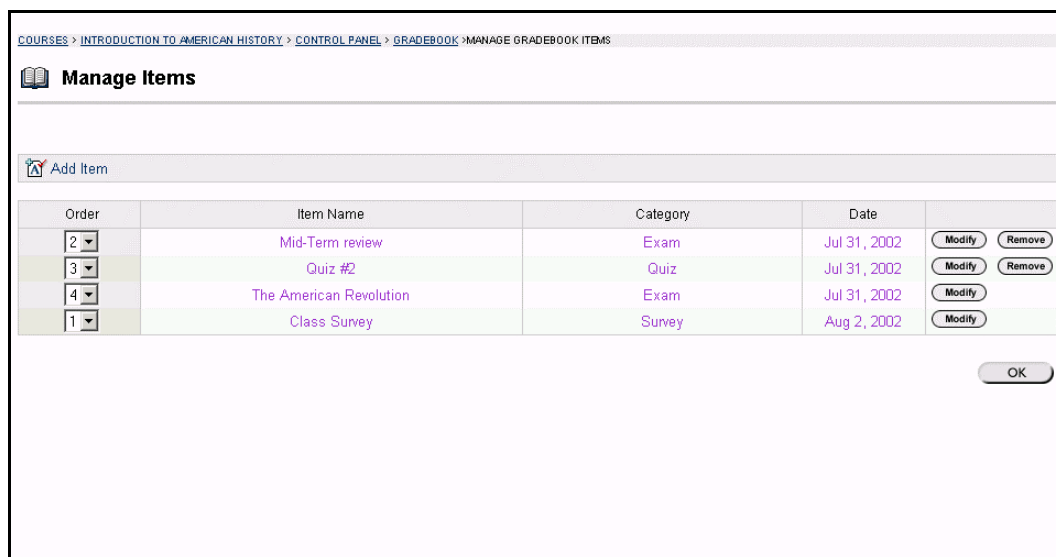 COURSES > INTRODUCTION TO AMERICAN HISTORY > CONTROL PANEL > GRADEBOOK >MANAGE GRADEBOOK ITEMS
Manage Items
Add Item
Order Item Name Category Date
2 Mid-Term review Exam Jul 31, 2002 Modify Remove
3 Quiz #2 Quiz Jul 31, 2002 Modify Remove
4 The American Revolution Exam Jul 31, 2002 Modify
1 Class Survey Survey Aug 2, 2002 Modify
OK